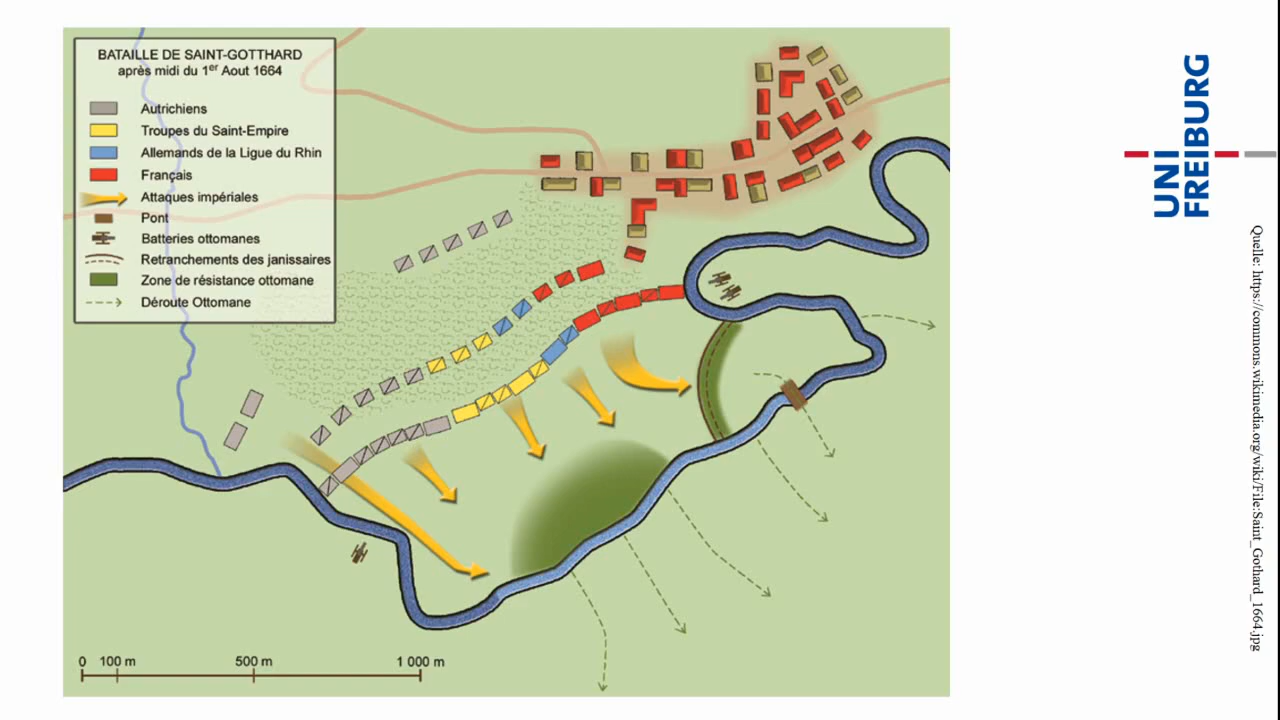 BATAILLE DE SAINT-GOTTHARD
après midi du 1er Aout 1664
Autrichiens
Troupes du Saint-Empire
Allemands de la Ligue du Rhin
Français
Attaques impériales
Pont
Batteries ottomanes
Retranchements des janissaires
Zone de résistance ottomane
Déroute Ottomane
0 100 m 500 m 1 000 m
UNI
FREIBURG
Quelle: https://commons.wikimedia.org/wiki/File:Saint_Gothard_1664.jpg